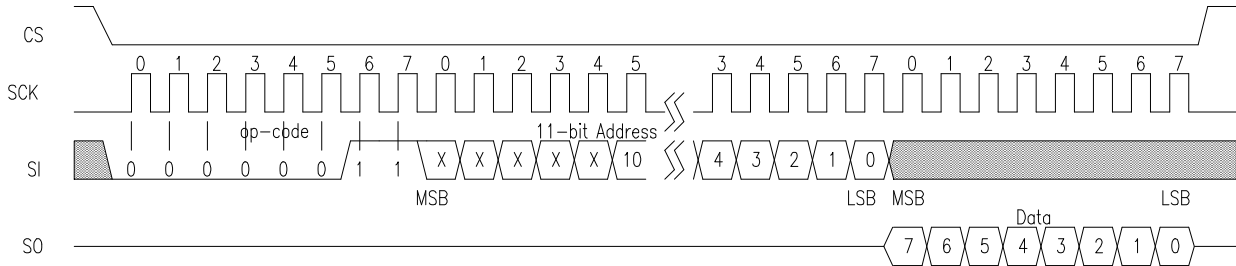 CS
0 1 2 3 4 5 6 7 0 1 2 3 4 5 3 4 5 6 7 0 1 2 3 4 5 6 7
SCK
op-code 11-bit Address
SI 0 0 0 0 0 0 1 1 X X X X X 10 4 3 2 1 0
MSB LSB MSB LSB
Data
SO 7 6 5 4 3 2 1 0